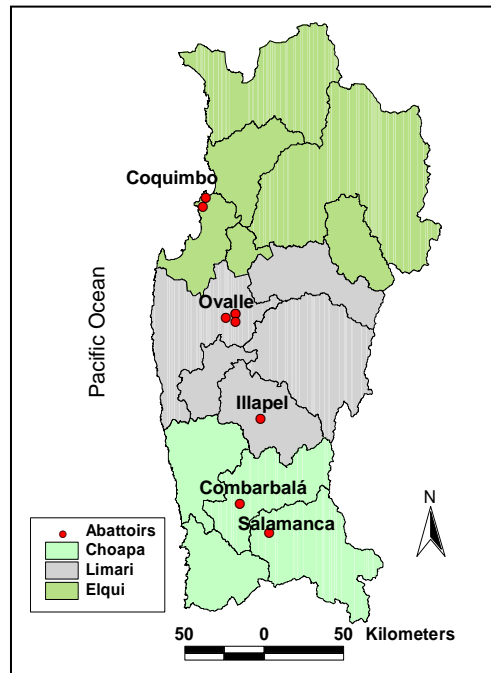 Coquimbo
Ovalle
Pacific Ocean
Illapel
Combarbalá
Salamanca
N
Abattoirs
Choapa
Limari
Elqui
50 0 50 Kilometers